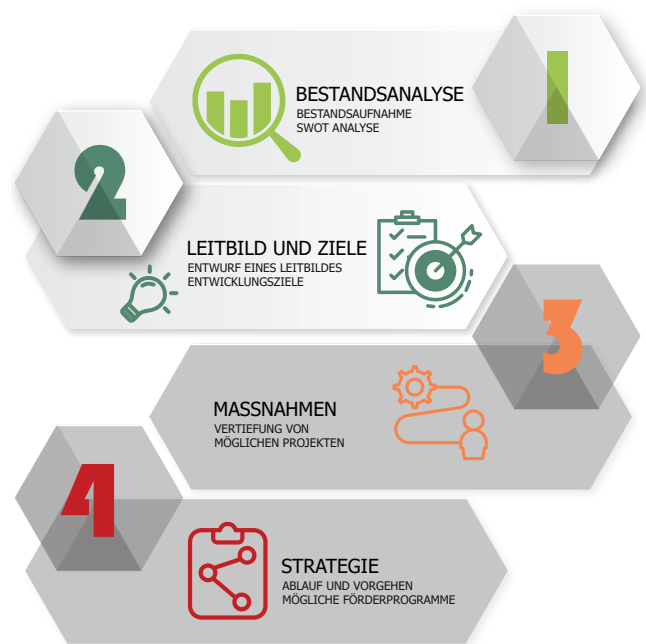 1
BESTANDSANALYSE
BESTANDSAUFNAHME
SWOT ANALYSE
2
LEITBILD UND ZIELE
ENTWURF EINES LEITBILDES
ENTWICKLUNGSZIELE
3
MASSNAHMEN
VERTIEFUNG VON
MÖGLICHEN PROJEKTEN
4
STRATEGIE
ABLAUF UND VORGEHEN
MÖGLICHE FÖRDERPROGRAMME